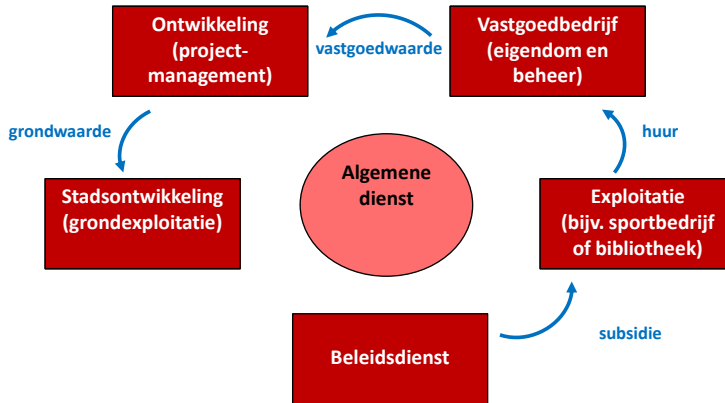 Ontwikkeling
(project-
management)
vastgoedwaarde
Vastgoedbedrijf
(eigendom en
beheer)
grondwaarde
huur
Algemene
dienst
Stadsontwikkeling
(grondexploitatie)
Exploitatie
(bijv. sportbedrijf
of bibliotheek)
subsidie
Beleidsdienst